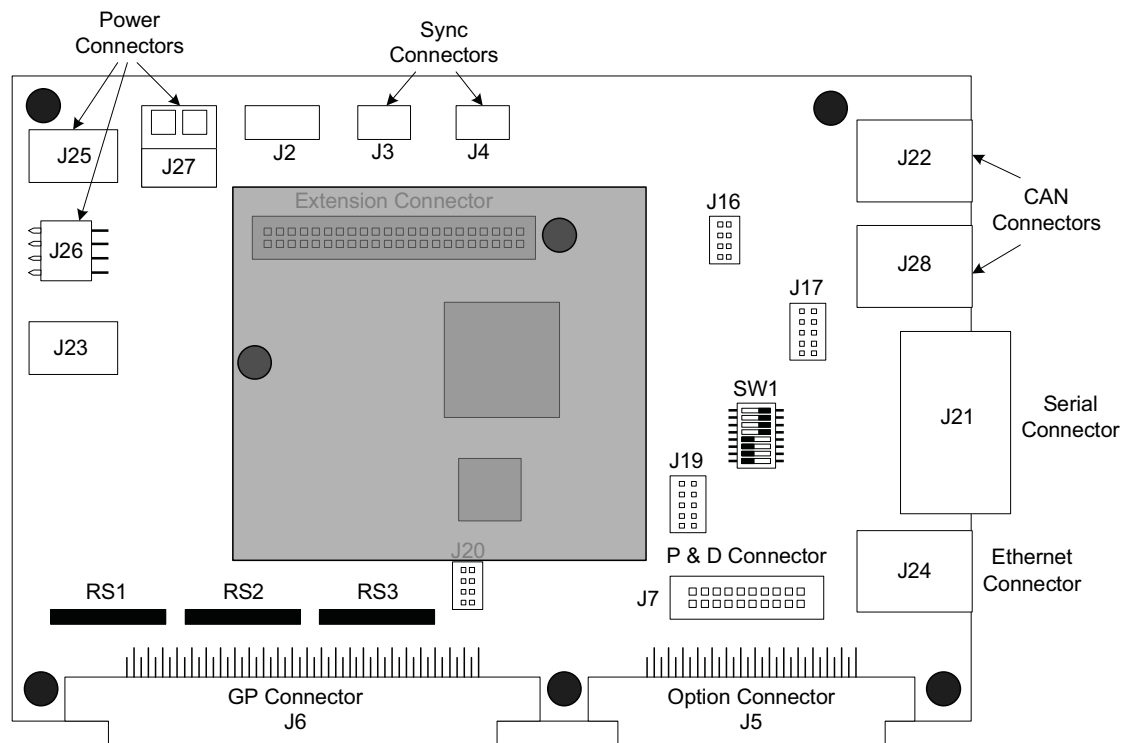 Power
Connectors
Sync
Connectors
J25
J27
J2
J3
J4
J22
Extension Connector
J16
CAN
Connectors
J26
J28
J17
J23
SW1
J21
Serial
Connector
J19
J20
P & D Connector
J24
Ethernet
Connector
RS1
RS2
RS3
J7
GP Connector
J6
Option Connector
J5